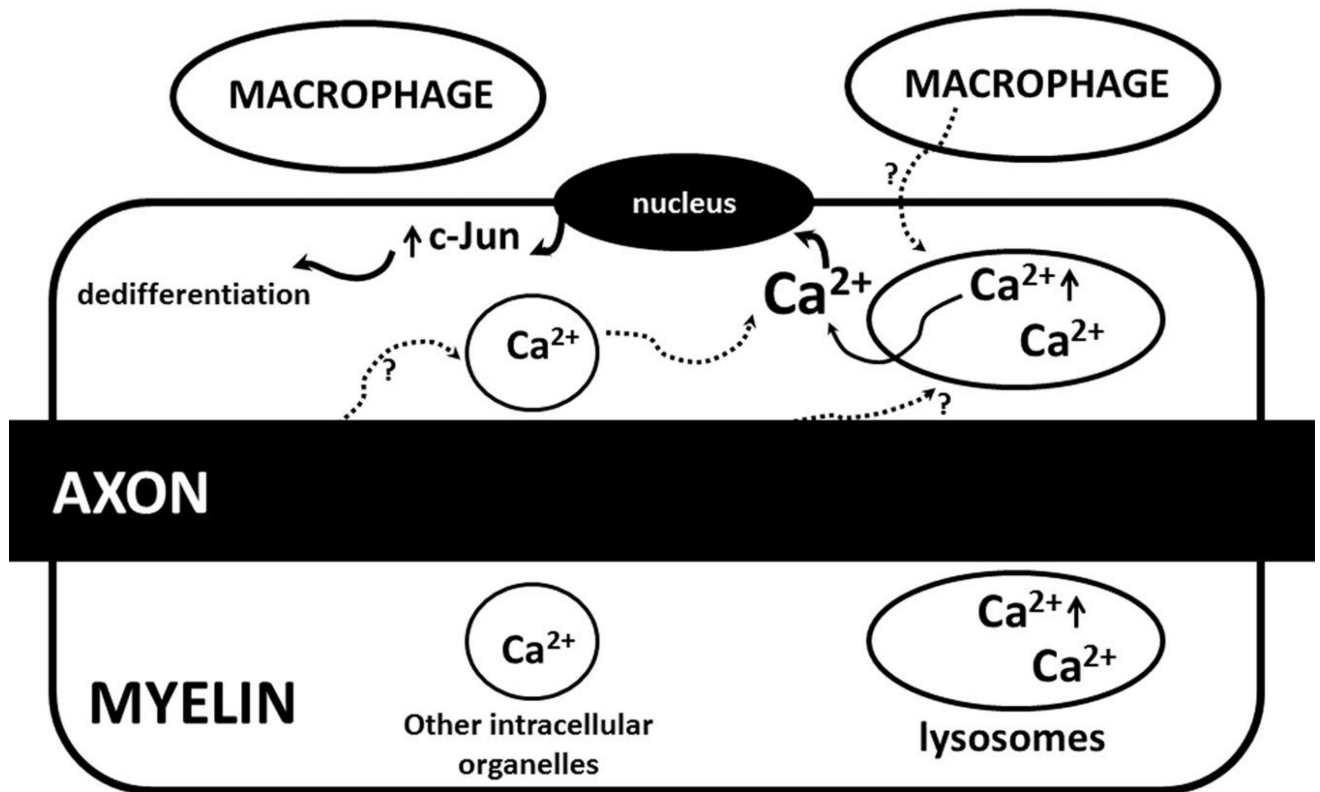 MACROPHAGE
MACROPHAGE
?
nucleus
↑ c-Jun
dedifferentiation
Ca²⁺
Ca²⁺↑
Ca²⁺
Ca²⁺
?
?
AXON
Ca²⁺
Ca²⁺↑
Ca²⁺
MYELIN
Other intracellular
organelles
lysosomes